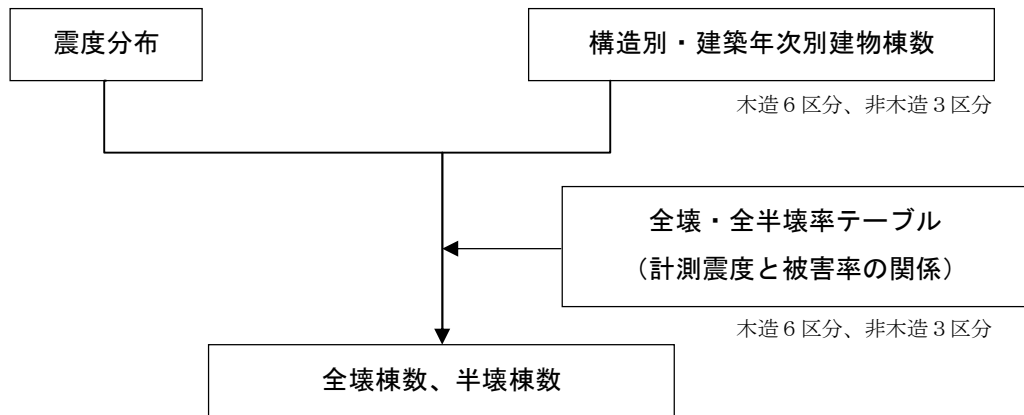 震度分布
構造別・建築年次別建物棟数
木造６区分、非木造３区分
全壊・全半壊率テーブル
（計測震度と被害率の関係）
木造６区分、非木造３区分
全壊棟数、半壊棟数